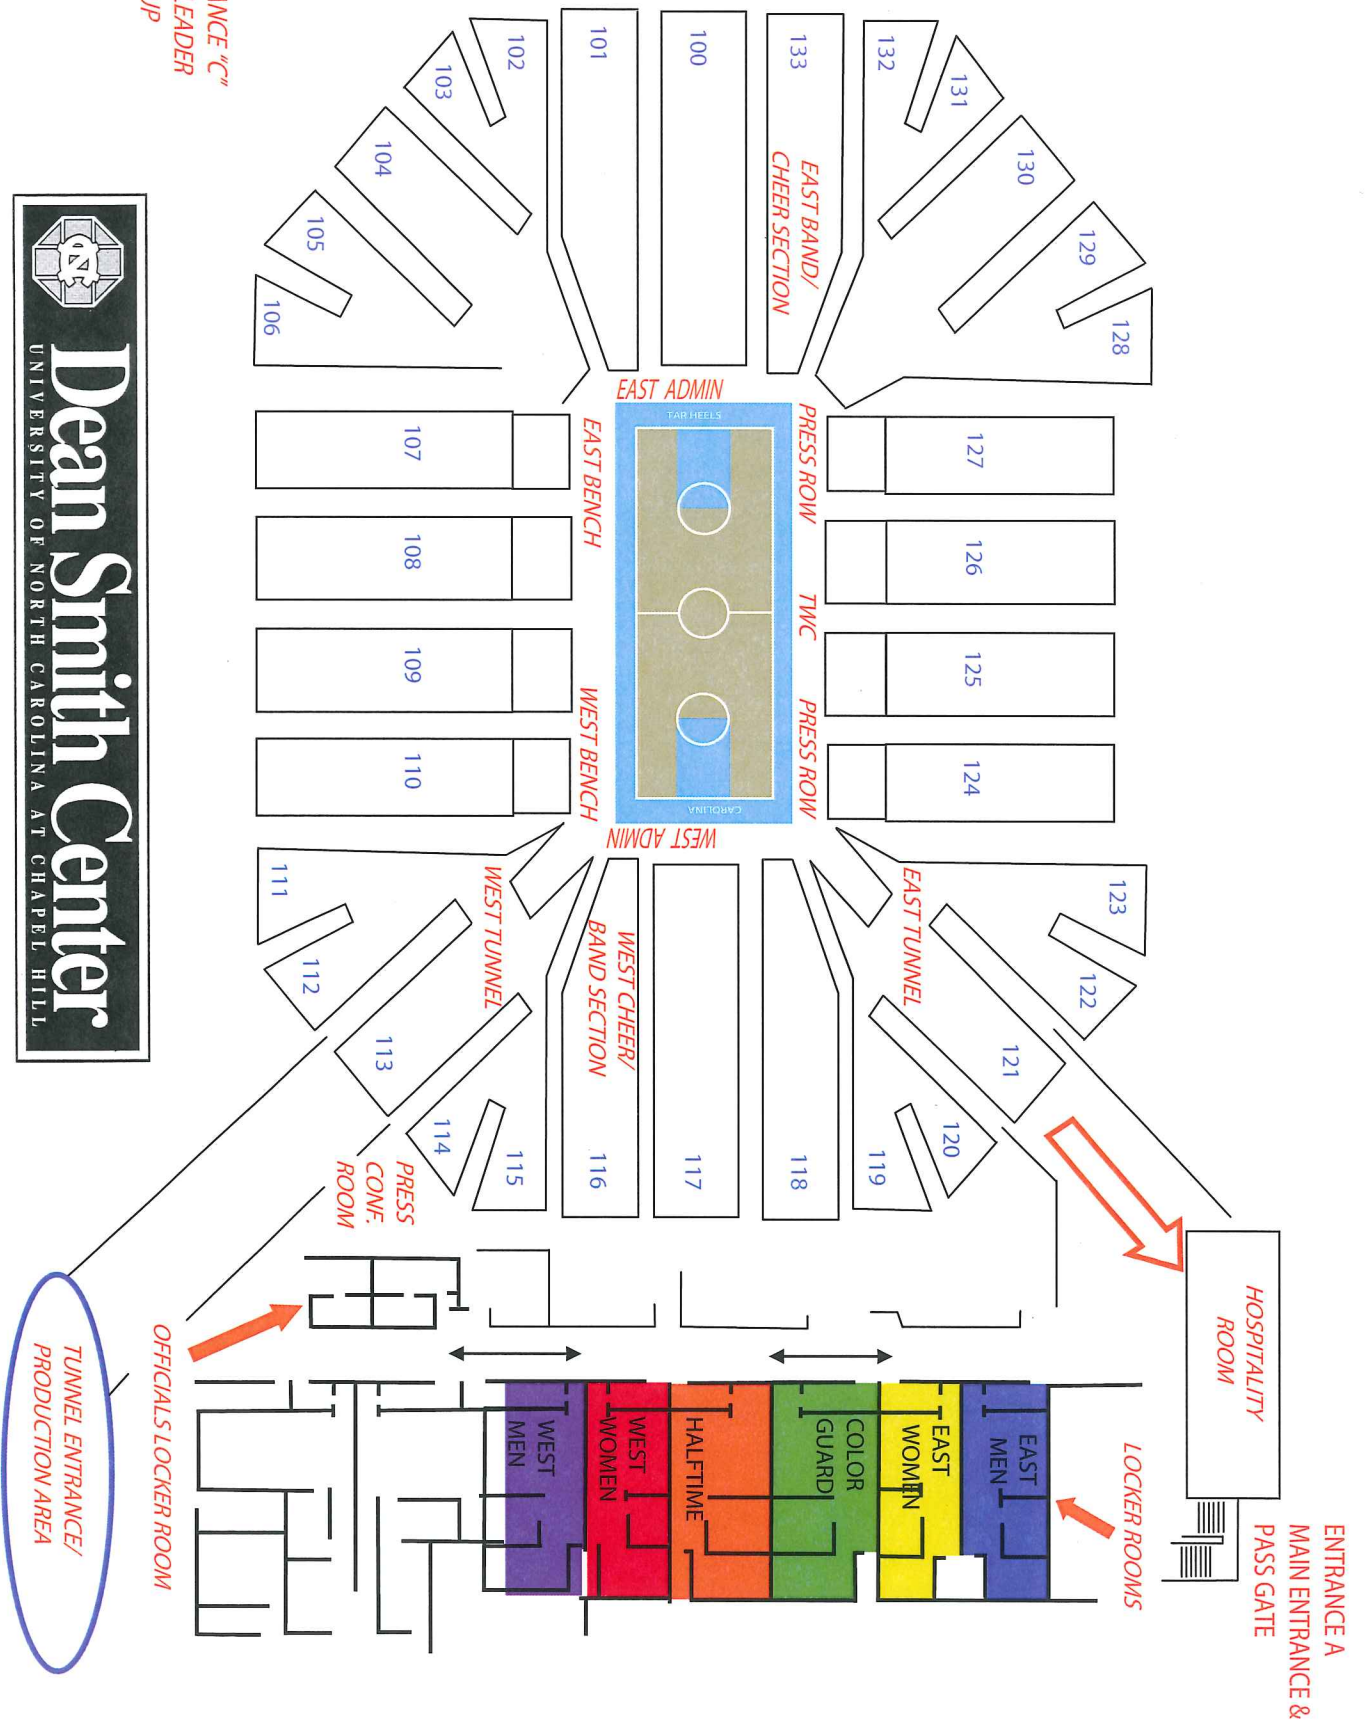 ENTRANCE A
MAIN ENTRANCE &
PASS GATE
HOSPITALITY
ROOM
LOCKER ROOMS
EAST
MEN
EAST
WOMEN
COLOR
GUARD
HALFTIME
WEST
WOMEN
WEST
MEN
OFFICIALS LOCKER ROOM
TUNNEL ENTRANCE/
PRODUCTION AREA
PRESS
CONF.
ROOM
128
129
130
131
132
133
100
101
102
103
104
105
106
EAST BAND/
CHEER SECTION
127
126
125
124
PRESS ROW
TWC
PRESS ROW
EAST ADMIN
TAR HEELS
CAROLINA
WEST ADMIN
EAST BENCH
WEST BENCH
107
108
109
110
123
122
121
120
119
118
117
116
115
114
113
112
111
EAST TUNNEL
WEST CHEER/
BAND SECTION
WEST TUNNEL
ANCE "C"
LEADER
UP
NC
Dean Smith Center
UNIVERSITY OF NORTH CAROLINA AT CHAPEL HILL